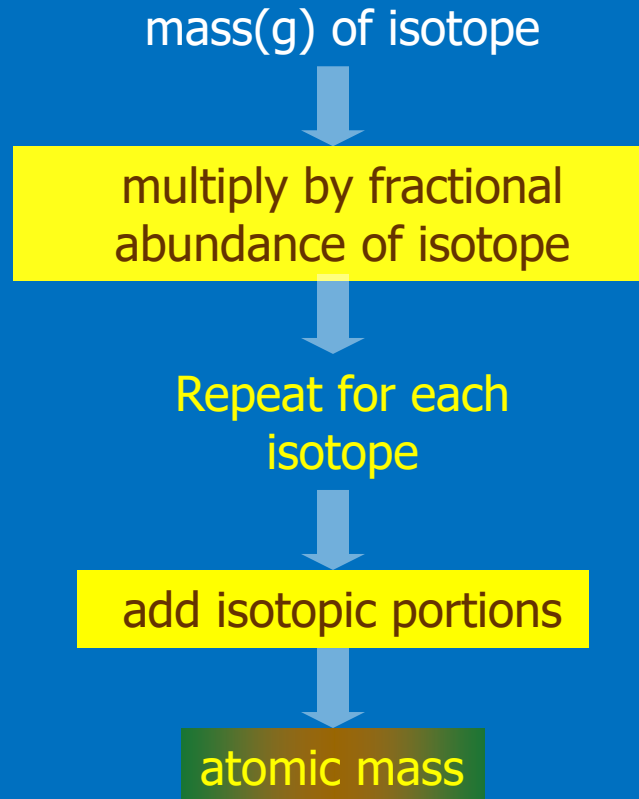 mass(g) of isotope
multiply by fractional
abundance of isotope
Repeat for each
isotope
add isotopic portions
atomic mass